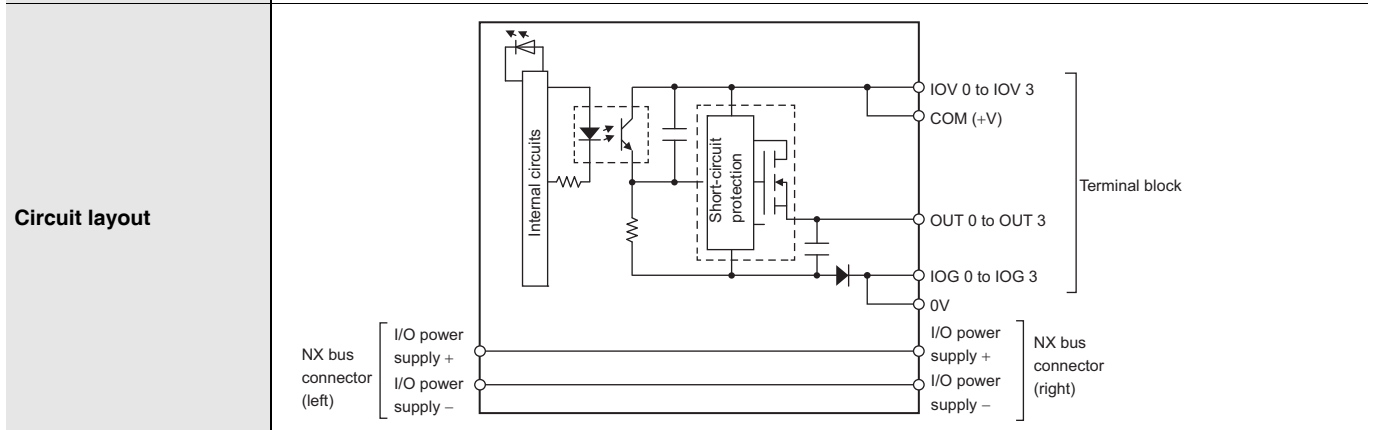 Circuit layout
Internal circuits
Short-circuit
protection
IOV 0 to IOV 3
COM (+V)
OUT 0 to OUT 3
IOG 0 to IOG 3
0V
Terminal block
NX bus
connector
(left)
I/O power
supply +
I/O power
supply −
I/O power
supply +
I/O power
supply −
NX bus
connector
(right)